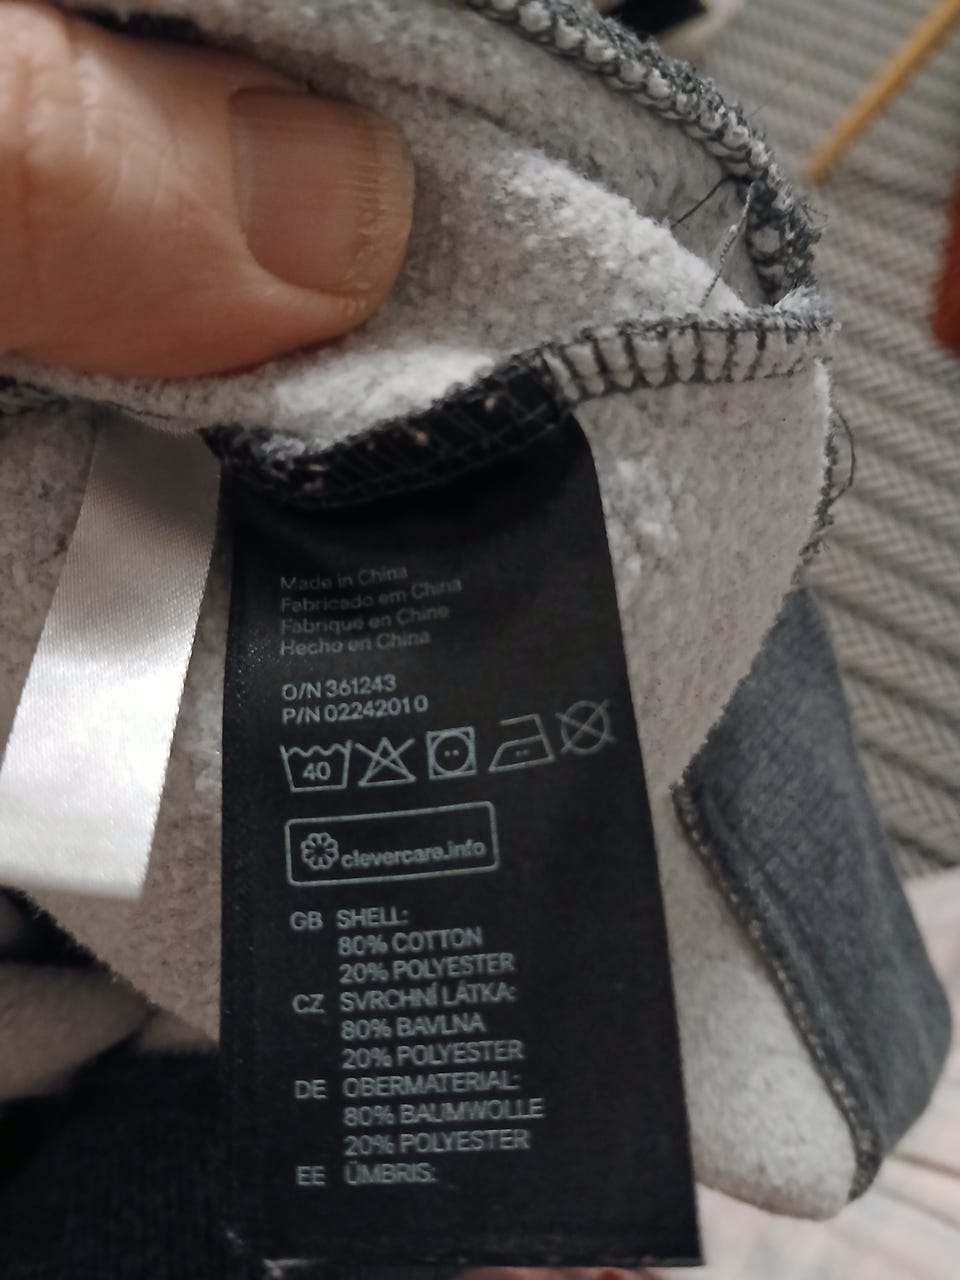 Made in China
Fabricado em China
Fabriqué en Chine
Hecho en China
O/N 361243
P/N 02242010
40
clevercare.info
GB SHELL:
80% COTTON
20% POLYESTER
CZ SVRCHNÍ LÁTKA:
80% BAVLNA
20% POLYESTER
DE OBERMATERIAL:
80% BAUMWOLLE
20% POLYESTER
EE ÜMBRIS: